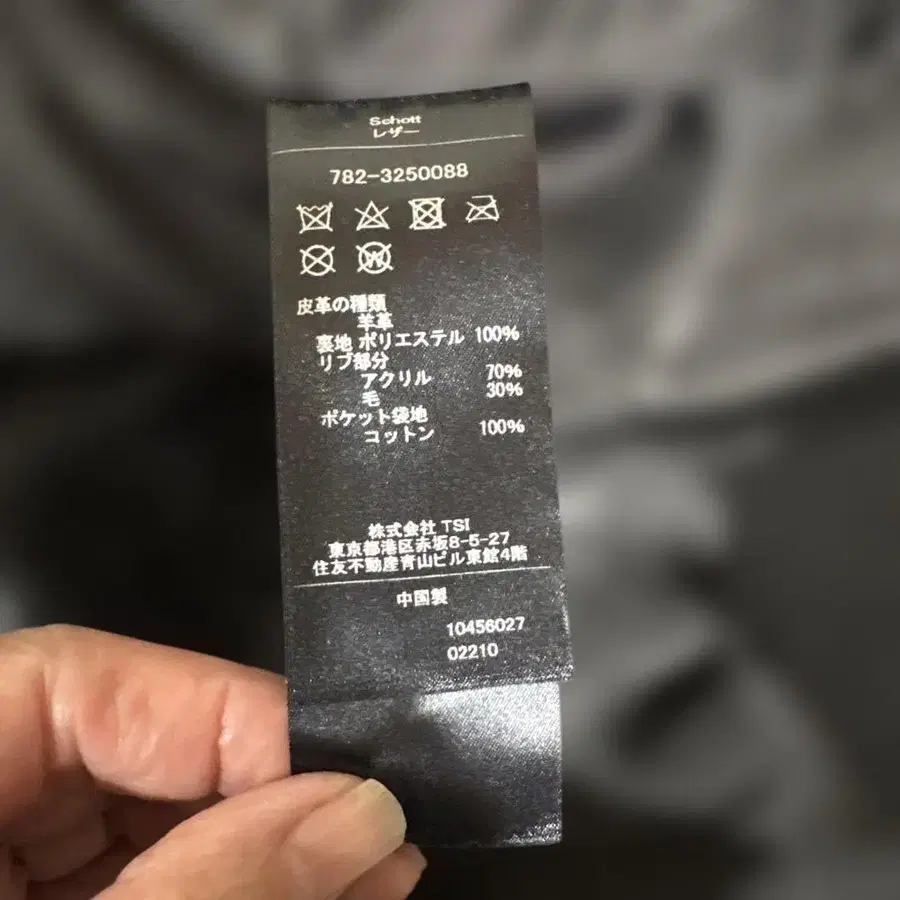 Schott
レザー
782-3250088
皮革の種類
羊革
裏地 ポリエステル 100%
リブ部分
アクリル 70%
毛 30%
ポケット袋地
コットン 100%
株式会社 TSI
東京都港区赤坂8-5-27
住友不動産青山ビル東館4階
中国製
10456027
02210